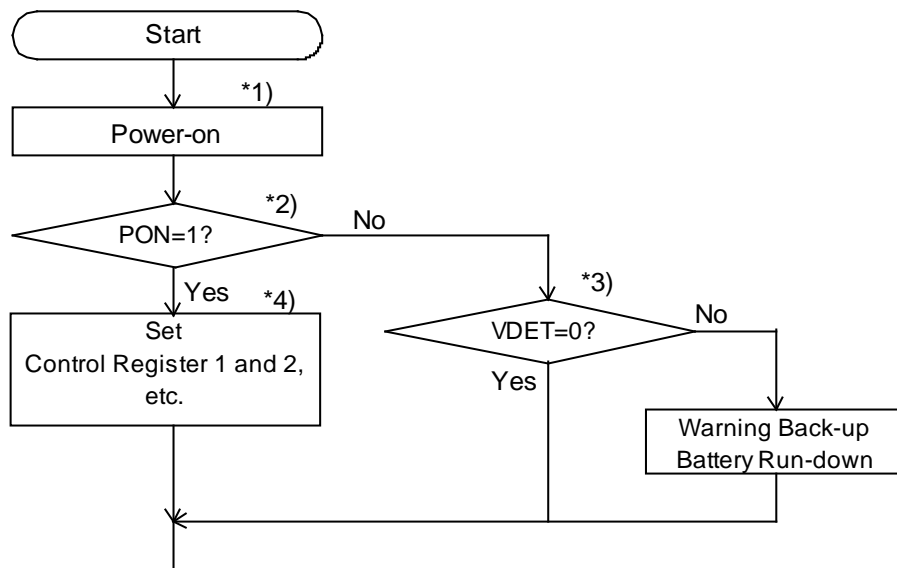 Start
*1)
Power-on
*2)
PON=1?
No
Yes
*4)
Set
Control Register 1 and 2,
etc.
*3)
VDET=0?
No
Yes
Warning Back-up
Battery Run-down